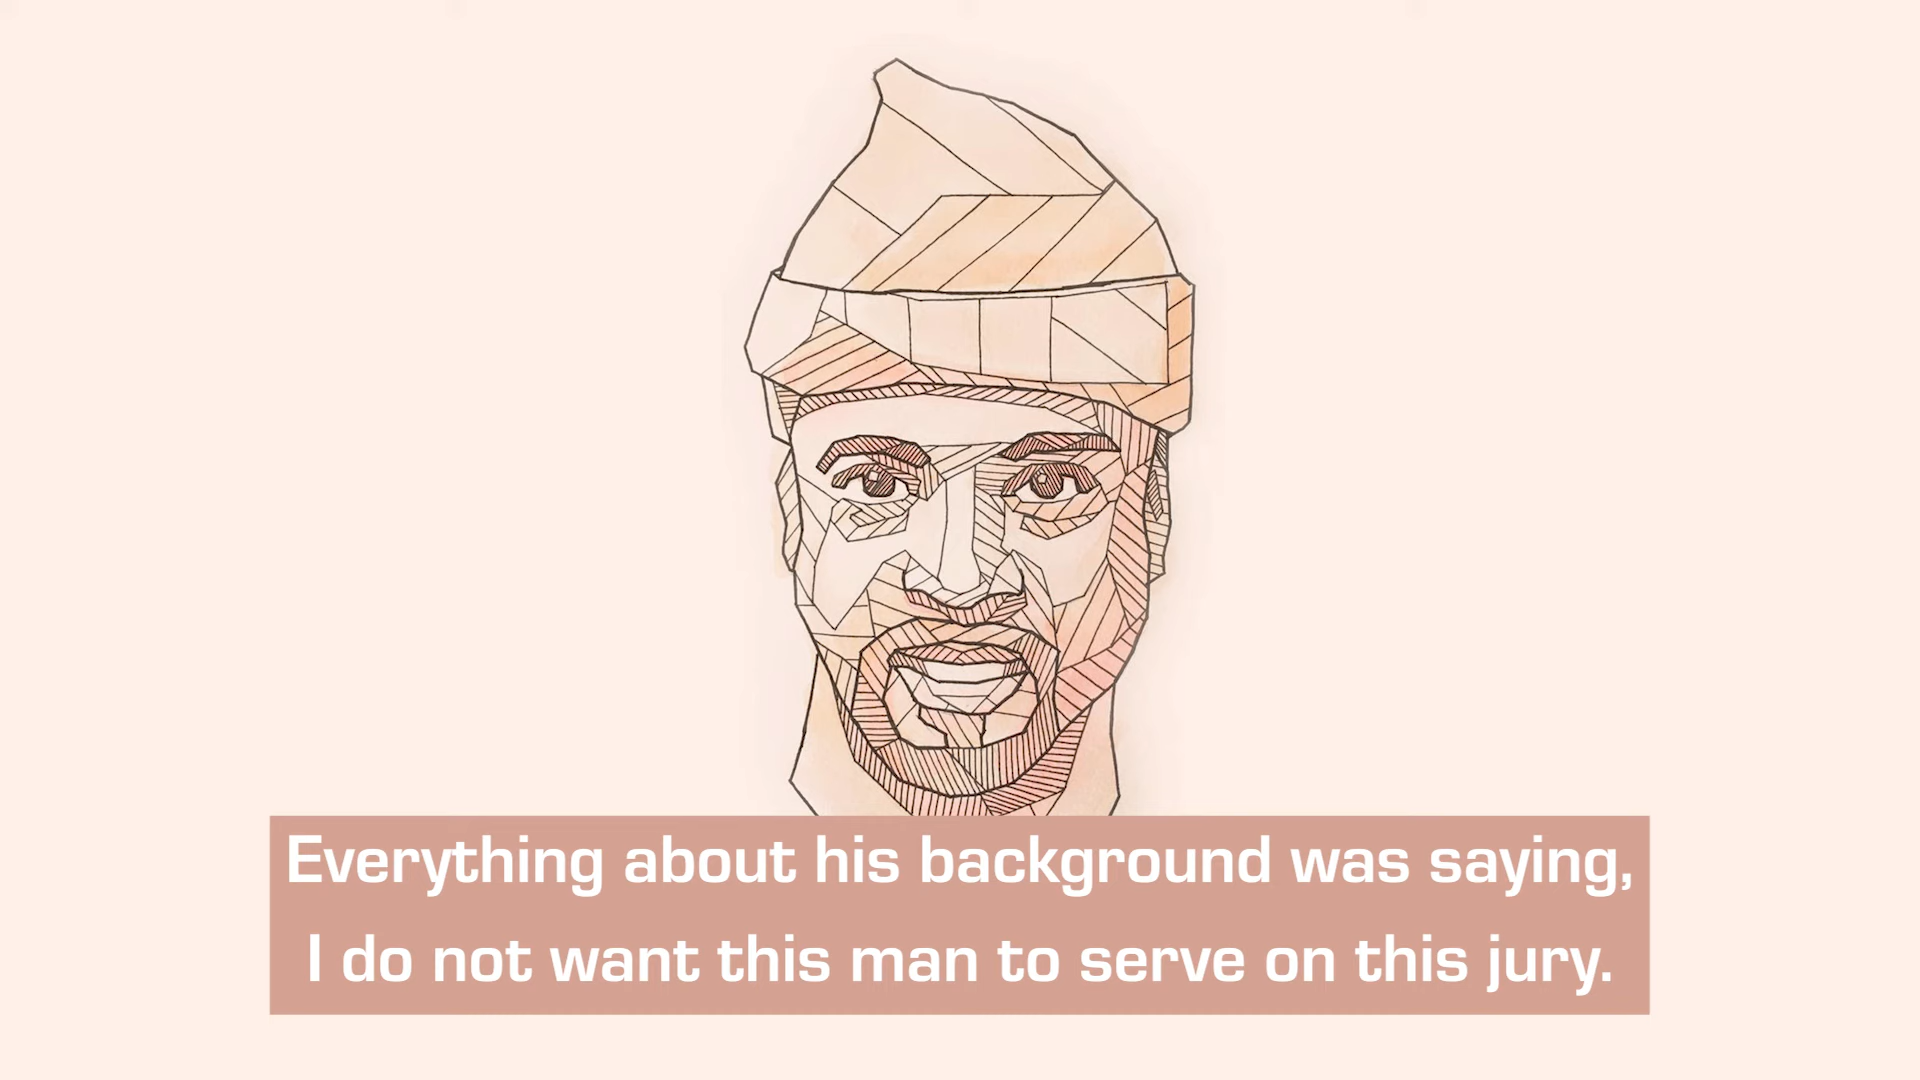 Everything about his background was saying,
I do not want this man to serve on this jury.